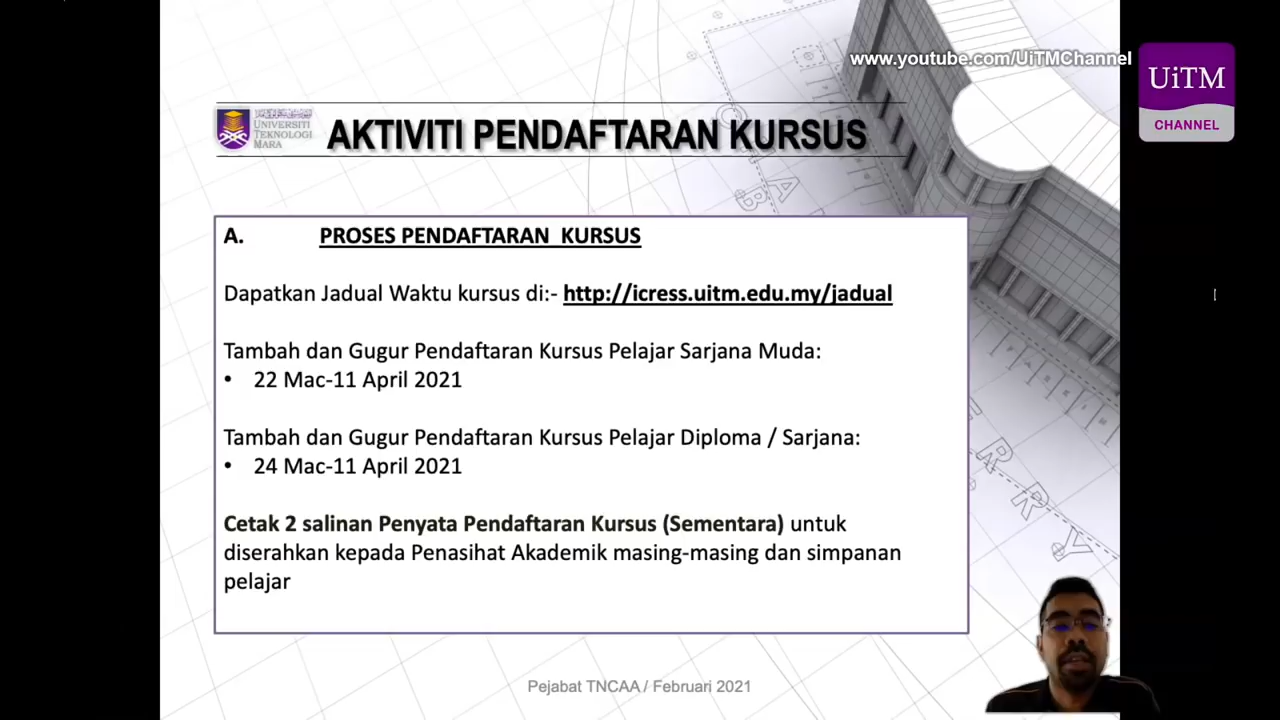 www.youtube.com/UiTMChannel
UiTM
CHANNEL
UNIVERSITI
TEKNOLOGI
MARA
AKTIVITI PENDAFTARAN KURSUS
A. PROSES PENDAFTARAN KURSUS
Dapatkan Jadual Waktu kursus di:- http://icress.uitm.edu.my/jadual
Tambah dan Gugur Pendaftaran Kursus Pelajar Sarjana Muda:
• 22 Mac-11 April 2021
Tambah dan Gugur Pendaftaran Kursus Pelajar Diploma / Sarjana:
• 24 Mac-11 April 2021
Cetak 2 salinan Penyata Pendaftaran Kursus (Sementara) untuk
diserahkan kepada Penasihat Akademik masing-masing dan simpanan
pelajar
Pejabat TNCAA / Februari 2021